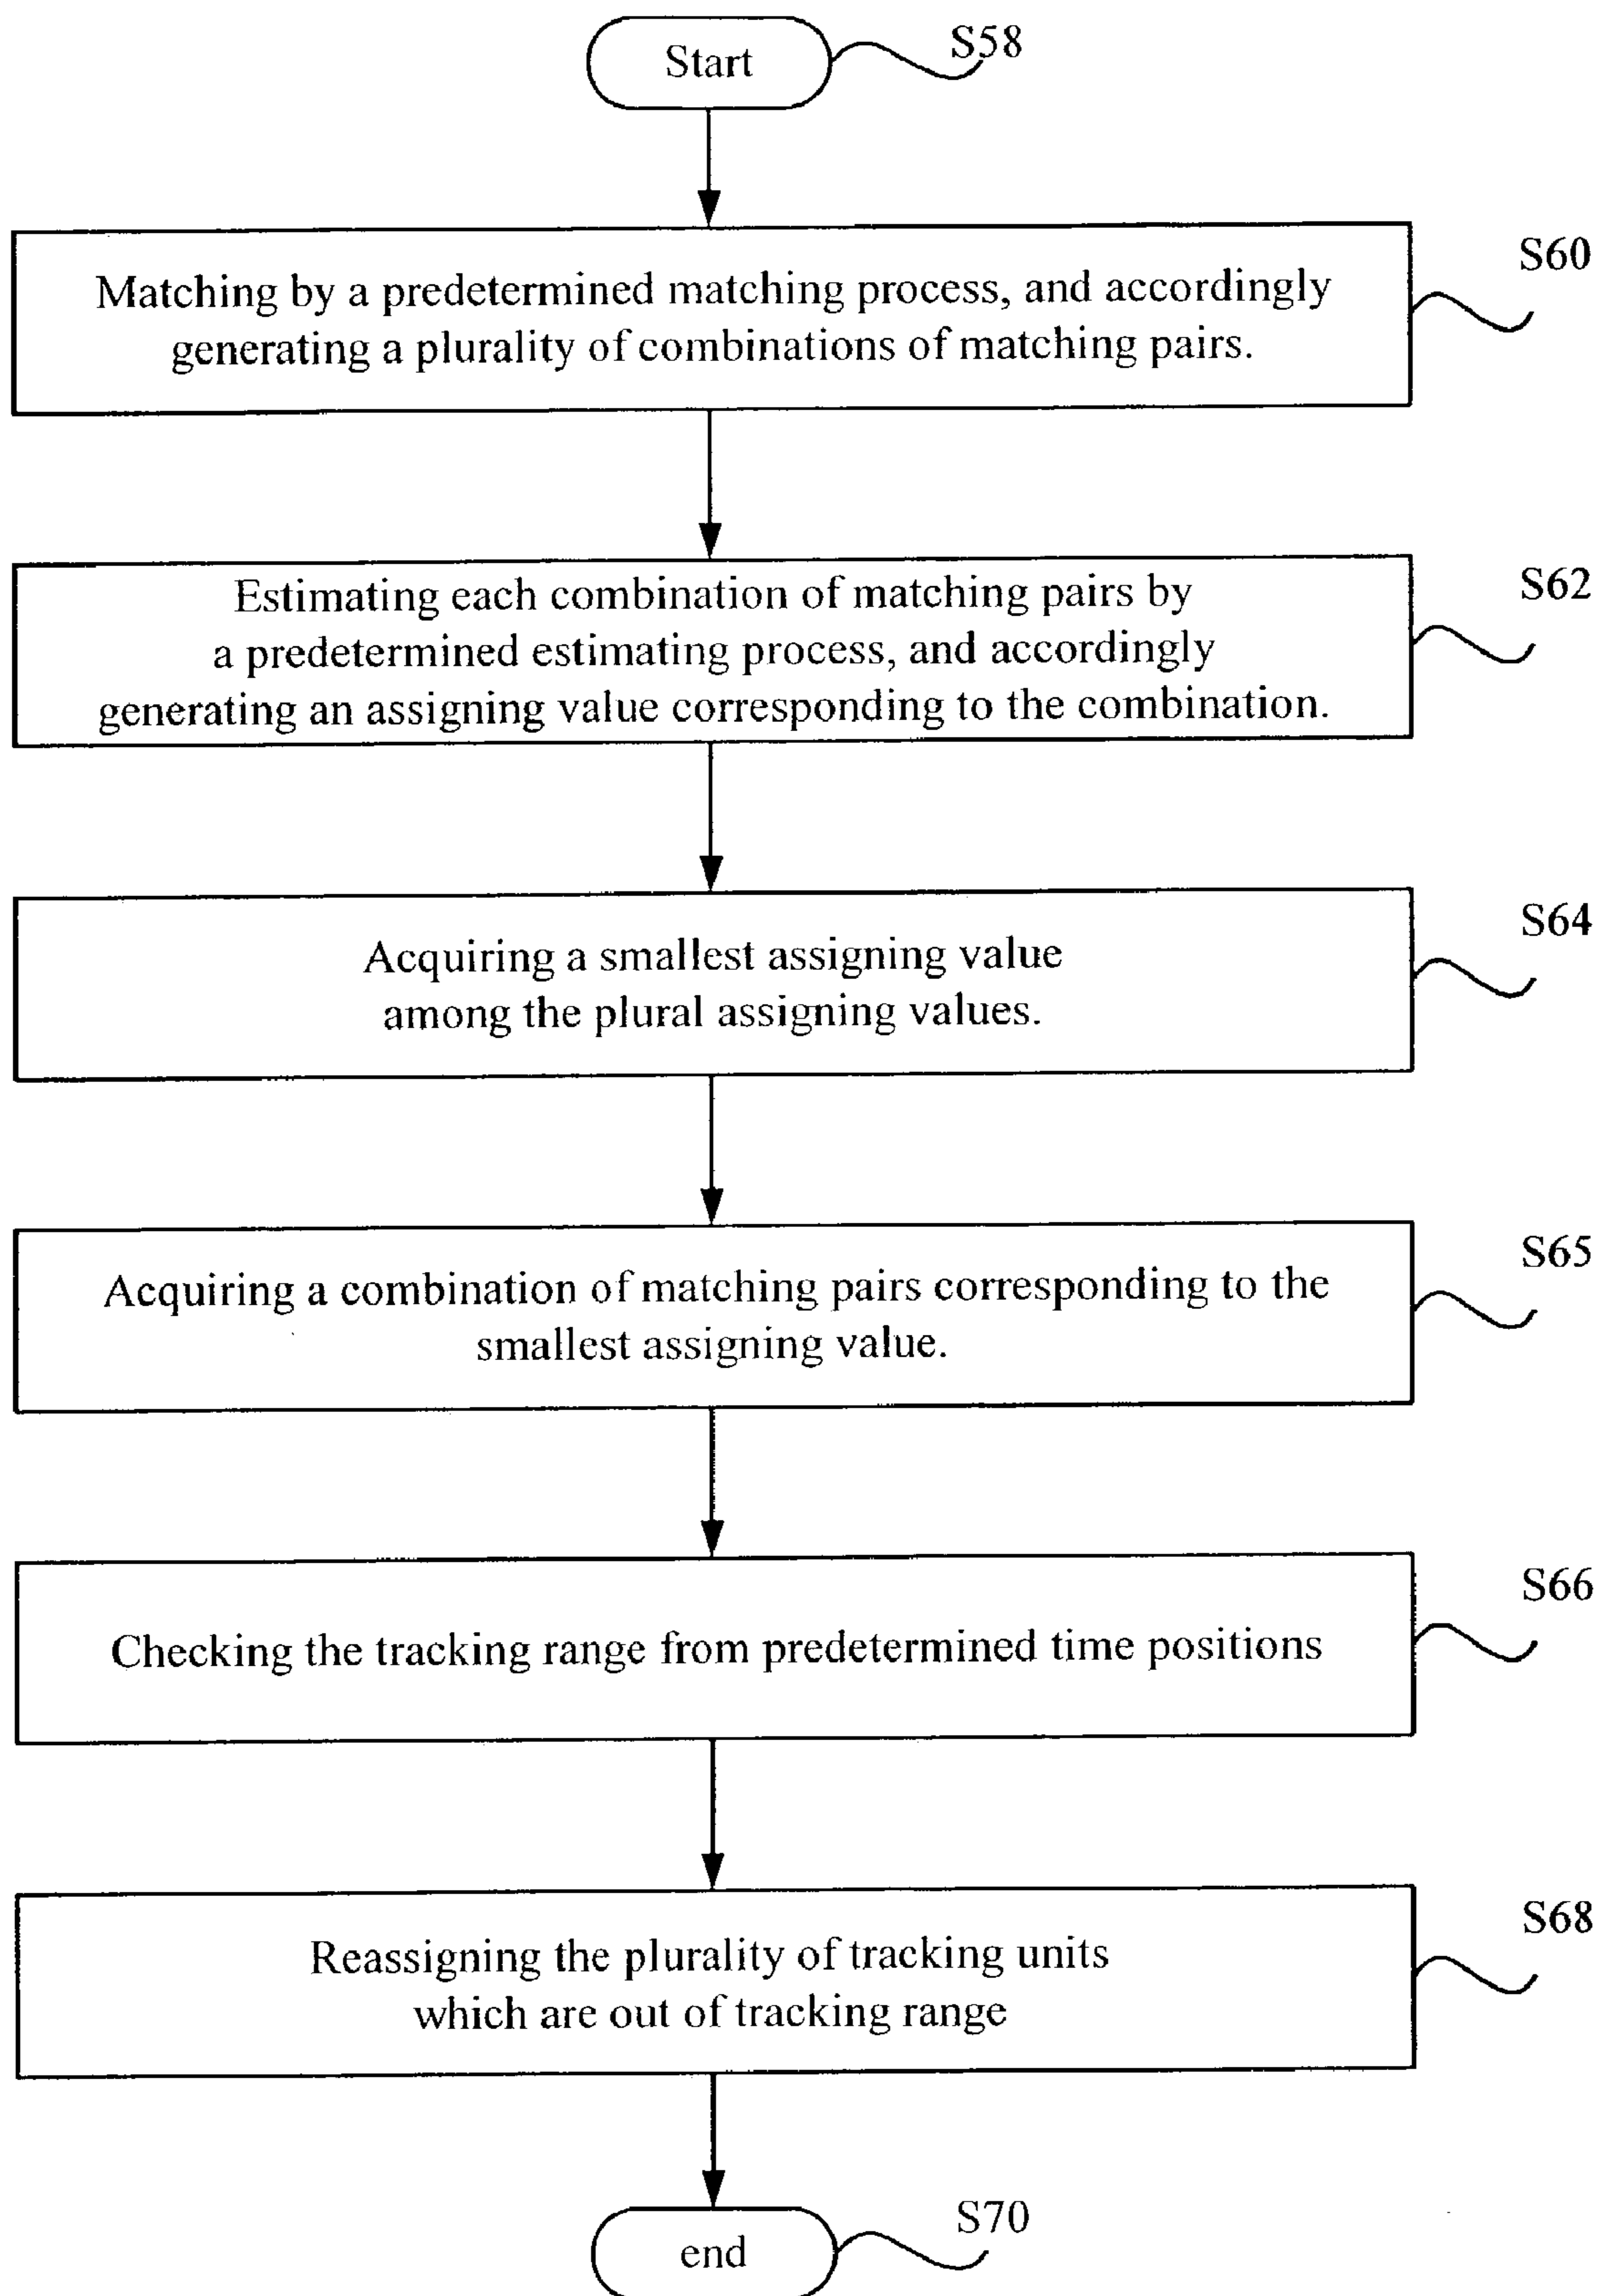 Start
S58
Matching by a predetermined matching process, and accordingly
generating a plurality of combinations of matching pairs.
S60
Estimating each combination of matching pairs by
a predetermined estimating process, and accordingly
generating an assigning value corresponding to the combination.
S62
Acquiring a smallest assigning value
among the plural assigning values.
S64
Acquiring a combination of matching pairs corresponding to the
smallest assigning value.
S65
Checking the tracking range from predetermined time positions
S66
Reassigning the plurality of tracking units
which are out of tracking range
S68
end
S70